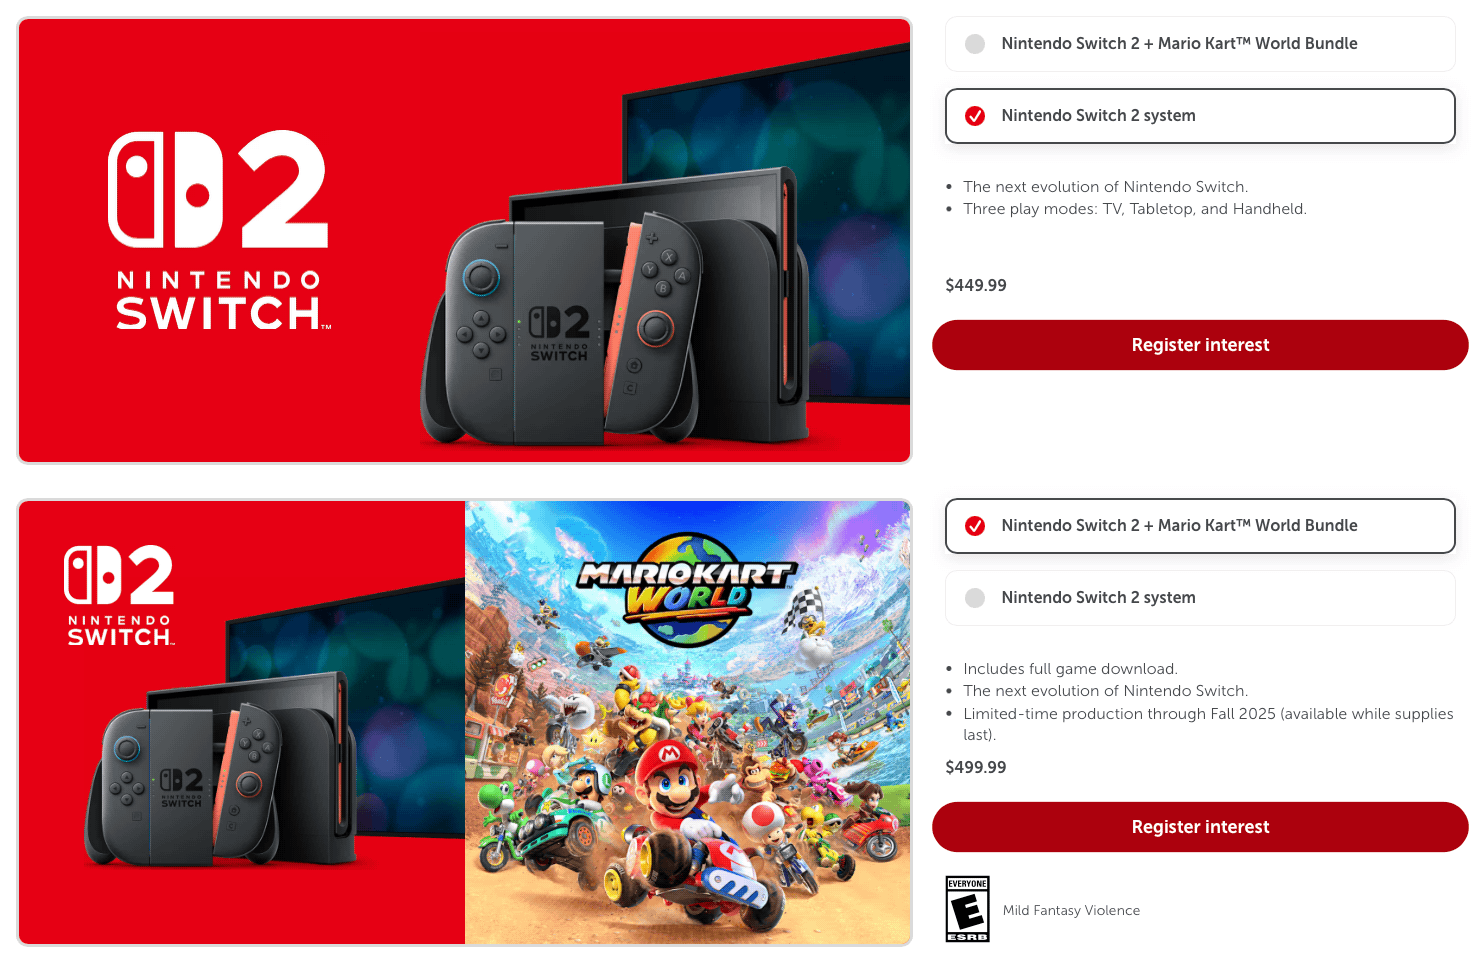 2
NINTENDO
SWITCH™
2
NINTENDO
SWITCH
X
Y
A
B
C
Nintendo Switch 2 + Mario Kart™ World Bundle
Nintendo Switch 2 system
• The next evolution of Nintendo Switch.
• Three play modes: TV, Tabletop, and Handheld.
$449.99
Register interest
2
NINTENDO
SWITCH™
2
NINTENDO
SWITCH
MARIOKART™
WORLD
M
Nintendo Switch 2 + Mario Kart™ World Bundle
Nintendo Switch 2 system
• Includes full game download.
• The next evolution of Nintendo Switch.
• Limited-time production through Fall 2025 (available while supplies
last).
$499.99
Register interest
EVERYONE
E
ESRB
Mild Fantasy Violence